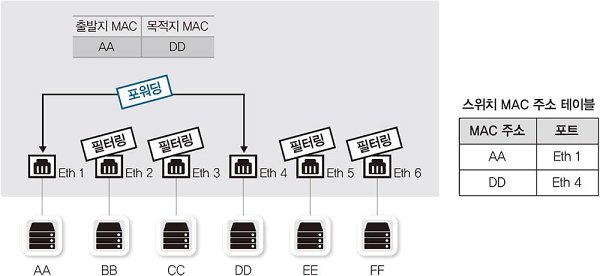 출발지 MAC 목적지 MAC
AA DD
포워딩
필터링 필터링 필터링 필터링
Eth 1 Eth 2 Eth 3 Eth 4 Eth 5 Eth 6
AA BB CC DD EE FF
스위치 MAC 주소 테이블
MAC 주소 포트
AA Eth 1
DD Eth 4